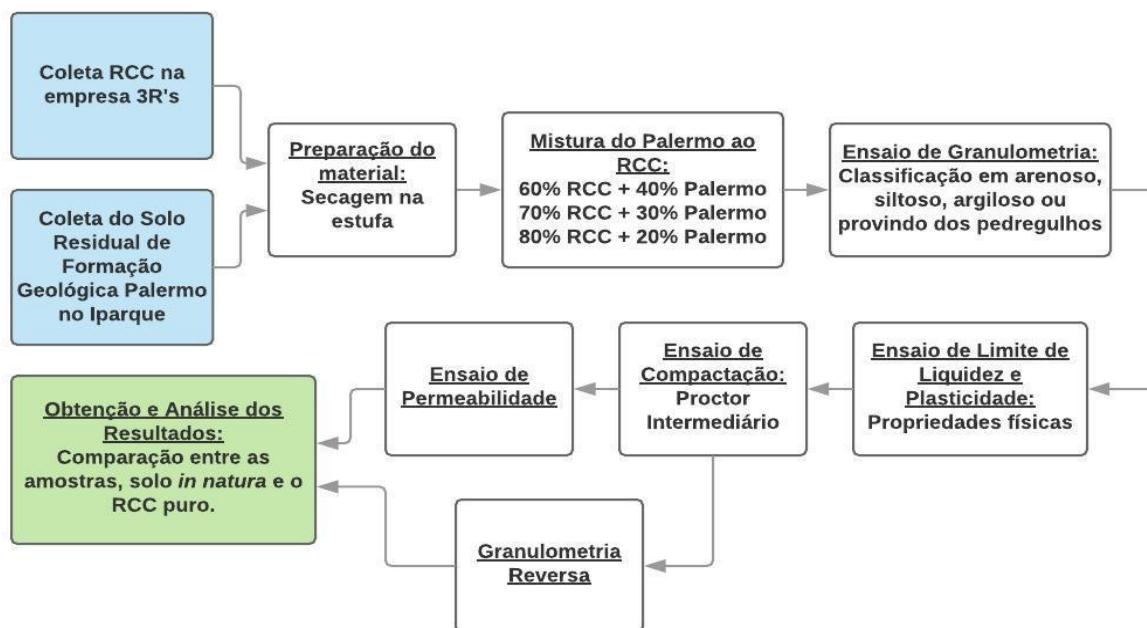 Coleta RCC na
empresa 3R's
Coleta do Solo
Residual de
Formação
Geológica Palermo
no Iparque
Preparação do
material:
Secagem na
estufa
Mistura do Palermo ao
RCC:
60% RCC + 40% Palermo
70% RCC + 30% Palermo
80% RCC + 20% Palermo
Ensaio de Granulometria:
Classificação em arenoso,
siltoso, argiloso ou
provindo dos pedregulhos
Ensaio de Limite de
Liquidez e
Plasticidade:
Propriedades físicas
Ensaio de
Compactação:
Proctor
Intermediário
Ensaio de
Permeabilidade
Granulometria
Reversa
Obtenção e Análise dos
Resultados:
Comparação entre as
amostras, solo in natura e o
RCC puro.